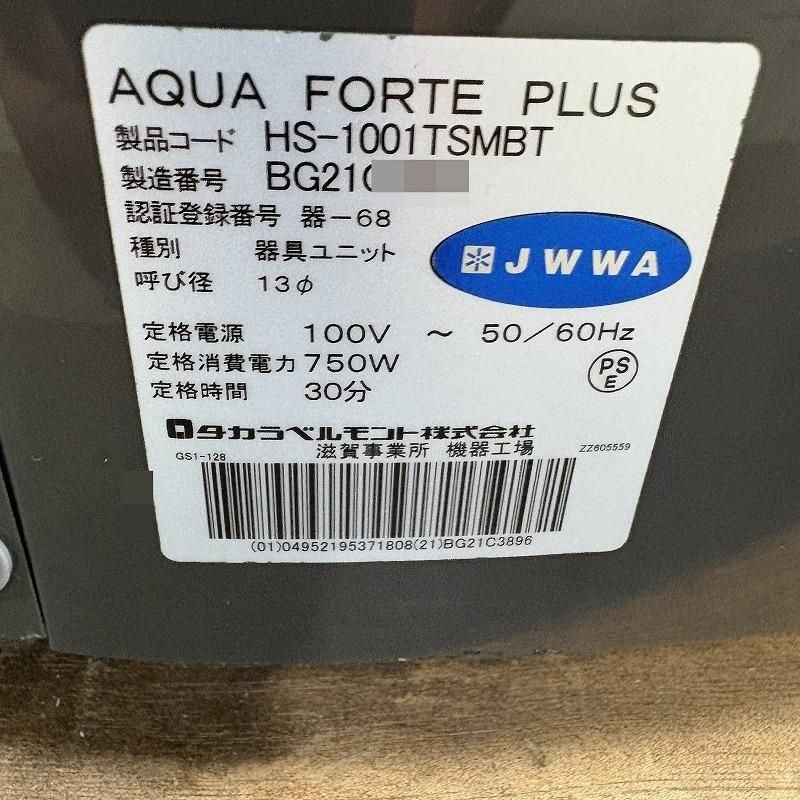 AQUA FORTE PLUS
製品コード HS-1001TSMBT
製造番号 BG21C
認証登録番号 器-68
種別 器具ユニット
呼び径 13φ
JWWA
定格電源 100V ～ 50/60Hz
定格消費電力 750W
定格時間 30分
PS
E
タカラベルモント株式会社
滋賀事業所 機器工場
GS1-128
ZZ605559
(01)04952195371808(21)BG21C3896